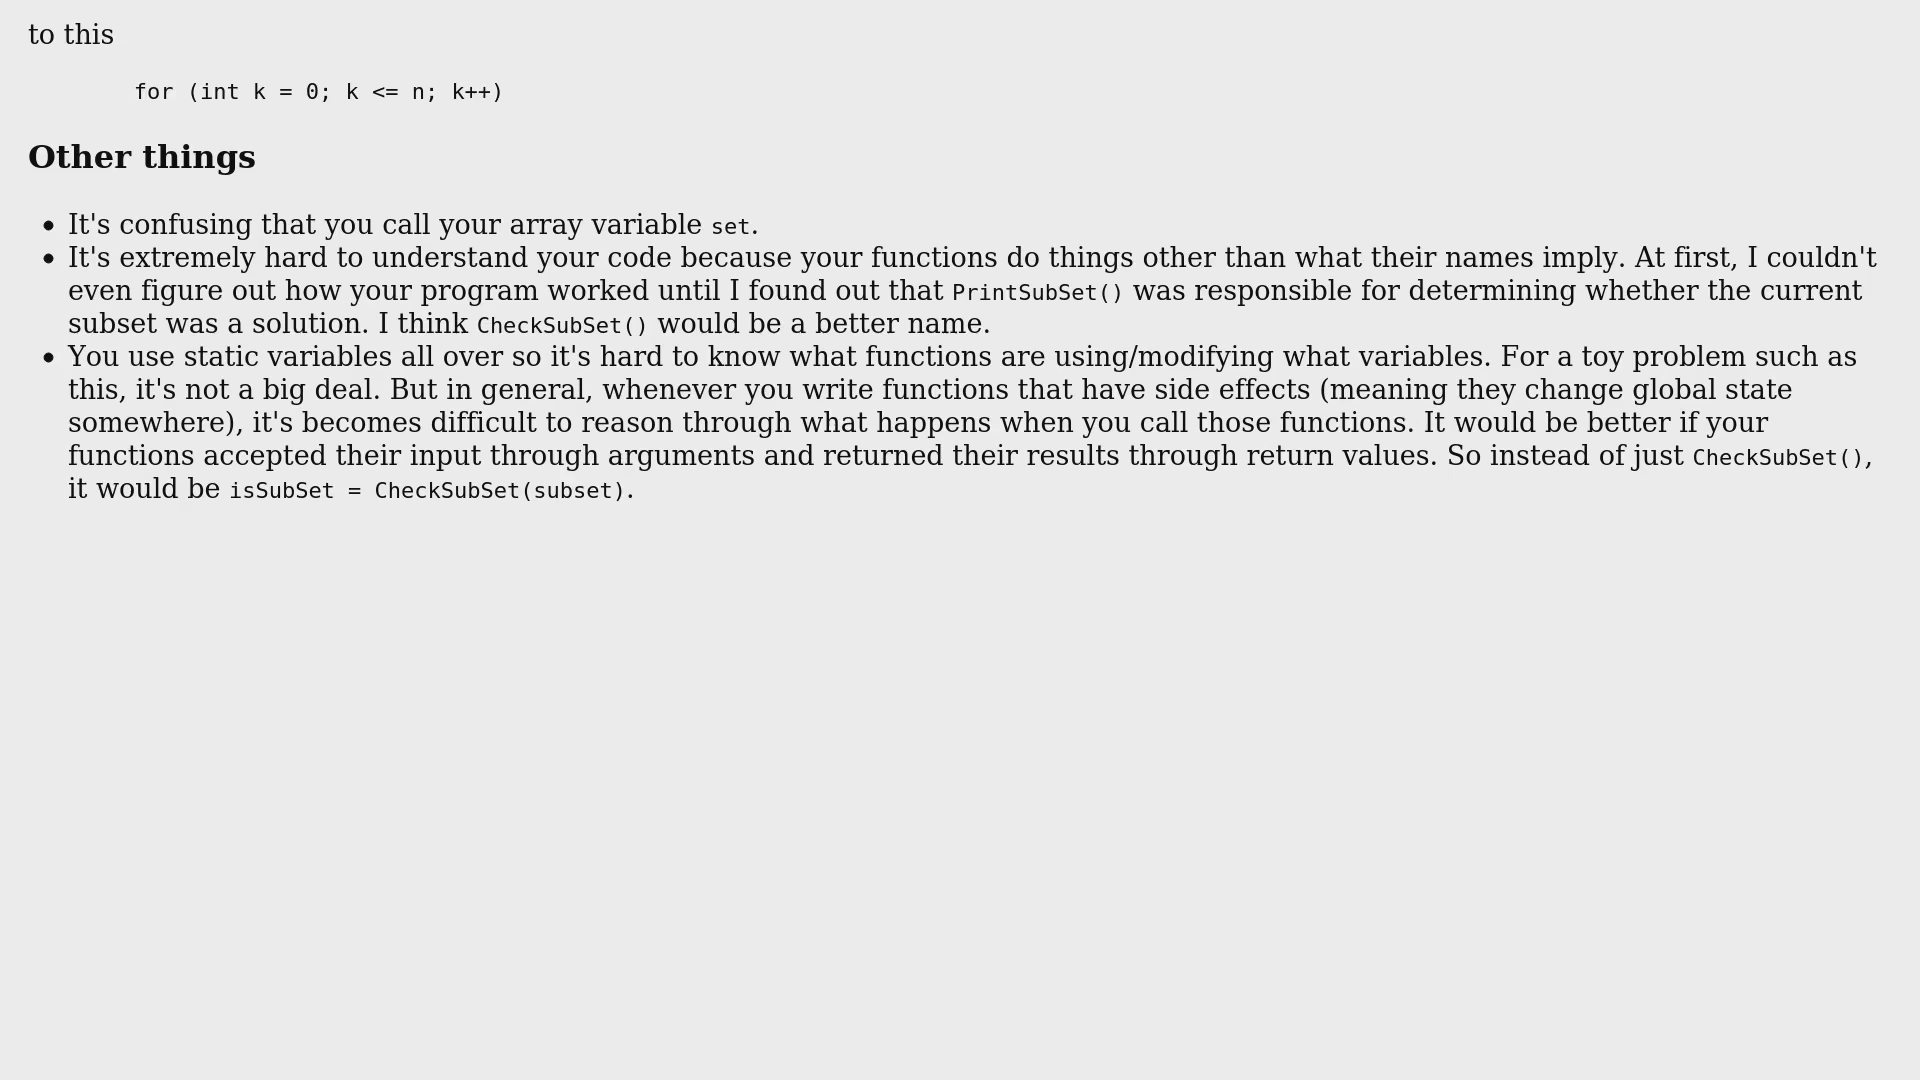 to this
for (int k = 0; k <= n; k++)
Other things
It's confusing that you call your array variable set.
It's extremely hard to understand your code because your functions do things other than what their names imply. At first, I couldn't
even figure out how your program worked until I found out that PrintSubSet() was responsible for determining whether the current
subset was a solution. I think CheckSubSet() would be a better name.
You use static variables all over so it's hard to know what functions are using/modifying what variables. For a toy problem such as
this, it's not a big deal. But in general, whenever you write functions that have side effects (meaning they change global state
somewhere), it's becomes difficult to reason through what happens when you call those functions. It would be better if your
functions accepted their input through arguments and returned their results through return values. So instead of just CheckSubSet(),
it would be isSubSet = CheckSubSet(subset).